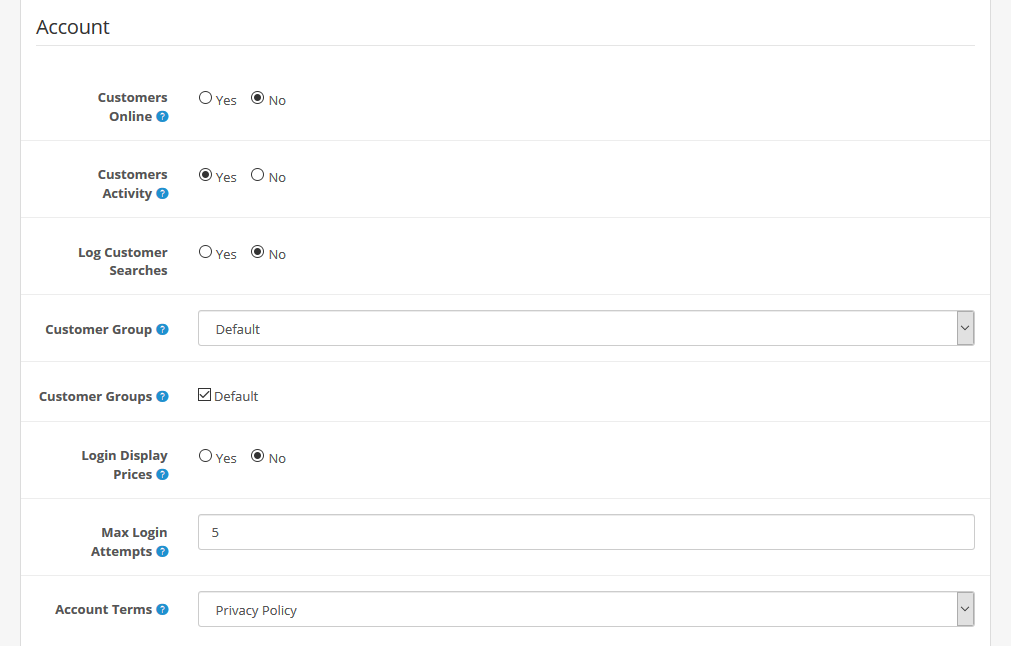 Account
Customers
Online ?
Yes No
Customers
Activity ?
Yes No
Log Customer
Searches
Yes No
Customer Group ?
Default
Customer Groups ?
Default
Login Display
Prices ?
Yes No
Max Login
Attempts ?
5
Account Terms ?
Privacy Policy